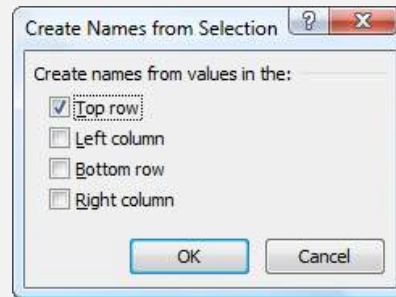 Create Names from Selection
Create names from values in the:
Top row
Left column
Bottom row
Right column
OK Cancel